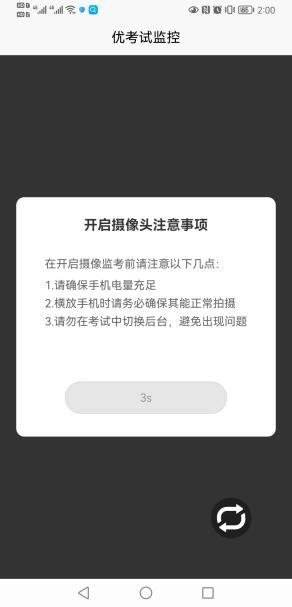 2:00
优考试监控
开启摄像头注意事项
在开启摄像监考前请注意以下几点：
1.请确保手机电量充足
2.横放手机时请务必确保其能正常拍摄
3.请勿在考试中切换后台，避免出现问题
3s